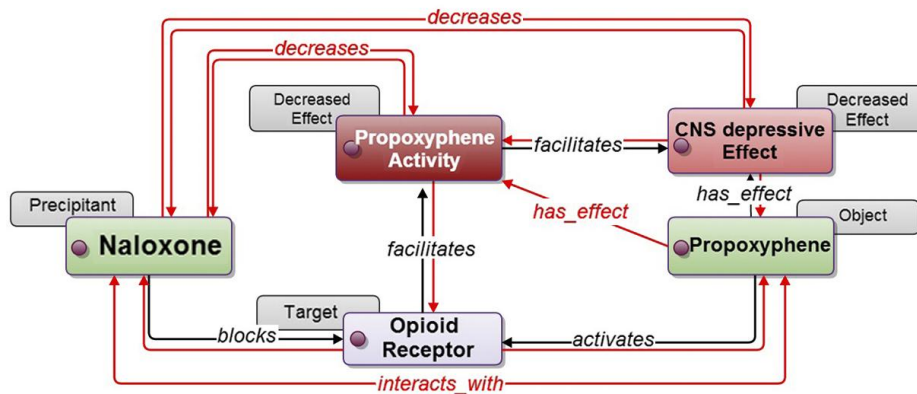 decreases
decreases
Decreased
Effect
Propoxyphene
Activity
facilitates
CNS depressive
Effect
Decreased
Effect
Precipitant
Naloxone
has_effect
has_effect
Object
Propoxyphene
facilitates
Target
Opioid
Receptor
blocks
activates
interacts_with